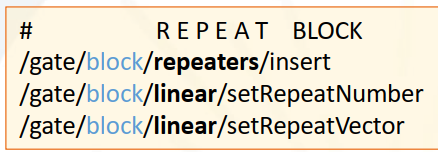 # R E P E A T BLOCK
/gate/block/repeaters/insert
/gate/block/linear/setRepeatNumber
/gate/block/linear/setRepeatVector